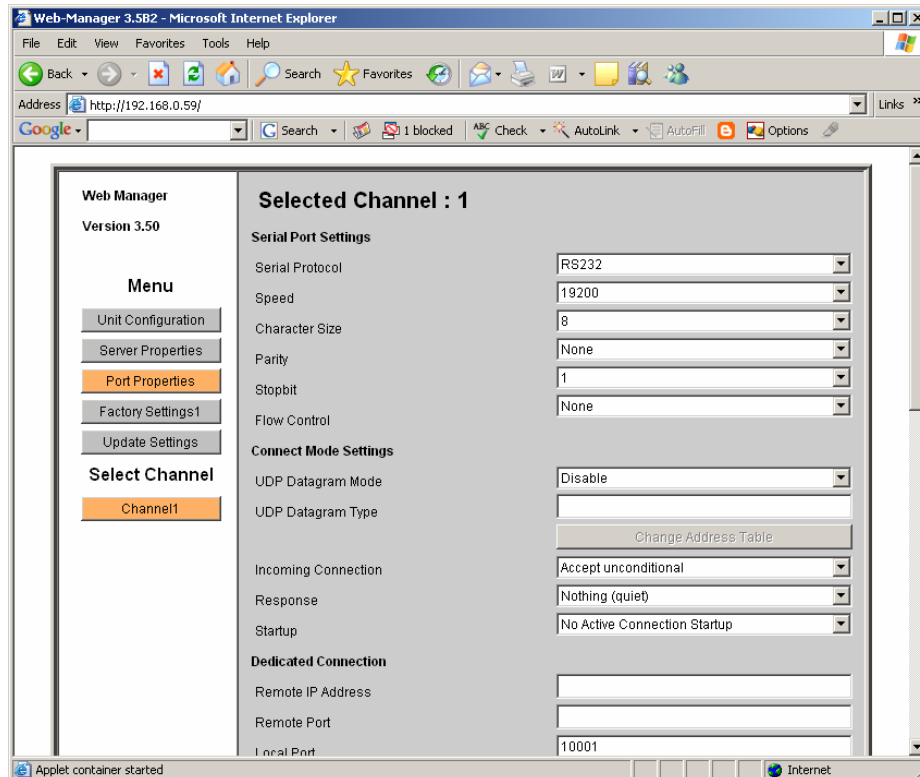 Web-Manager 3.5B2 - Microsoft Internet Explorer
File Edit View Favorites Tools Help
Back Search Favorites
Address http://192.168.0.59/ Links »
Google Search 1 blocked ABC Check AutoLink AutoFill Options
Web Manager
Version 3.50
Menu
Unit Configuration
Server Properties
Port Properties
Factory Settings1
Update Settings
Select Channel
Channel1
Selected Channel : 1
Serial Port Settings
Serial Protocol RS232
Speed 19200
Character Size 8
Parity None
Stopbit 1
Flow Control None
Connect Mode Settings
UDP Datagram Mode Disable
UDP Datagram Type
Change Address Table
Incoming Connection Accept unconditional
Response Nothing (quiet)
Startup No Active Connection Startup
Dedicated Connection
Remote IP Address
Remote Port
Local Port 10001
Applet container started Internet